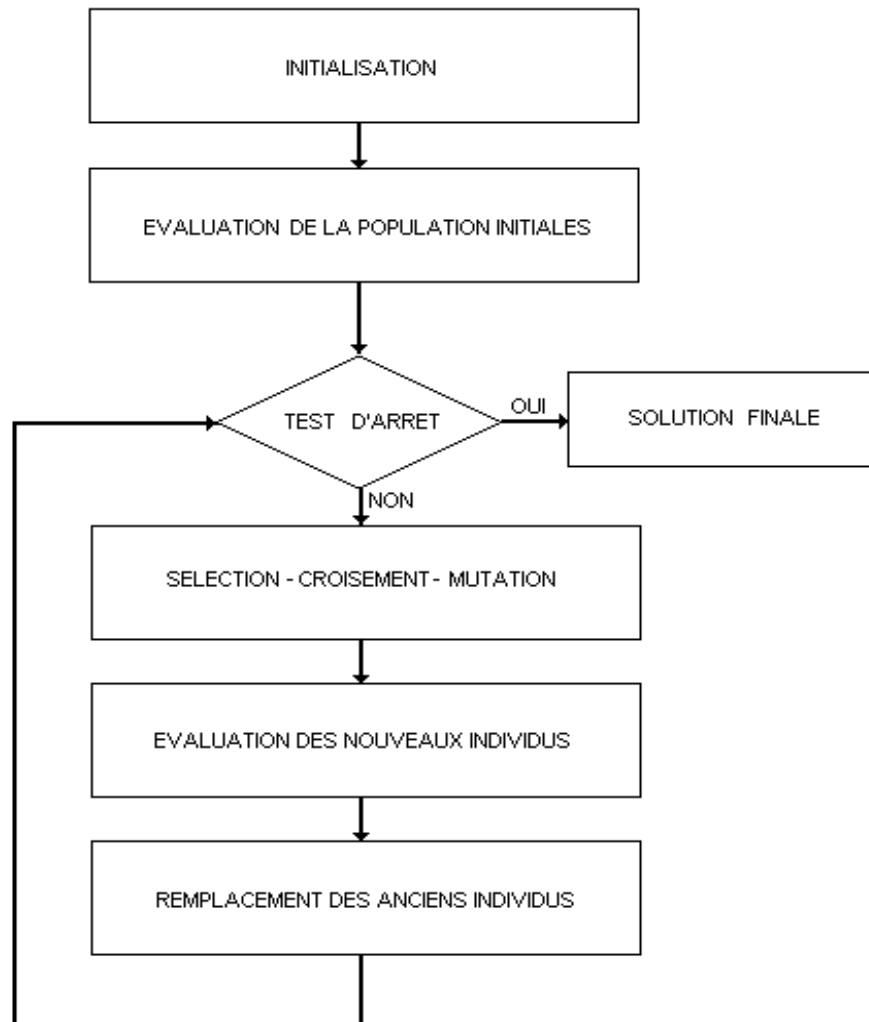 INITIALISATION
EVALUATION DE LA POPULATION INITIALES
TEST D'ARRET
OUI
SOLUTION FINALE
NON
SELECTION - CROISEMENT - MUTATION
EVALUATION DES NOUVEAUX INDIVIDUS
REMPLACEMENT DES ANCIENS INDIVIDUS